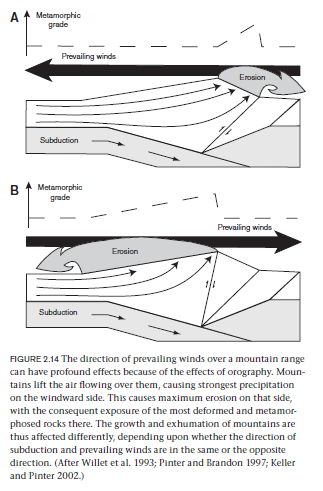 A
Metamorphic
grade
Prevailing winds
Erosion
Subduction
B
Metamorphic
grade
Prevailing winds
Erosion
Subduction
FIGURE 2.14 The direction of prevailing winds over a mountain range
can have profound effects because of the effects of orography. Moun-
tains lift the air flowing over them, causing strongest precipitation
on the windward side. This causes maximum erosion on that side,
with the consequent exposure of the most deformed and metamor-
phosed rocks there. The growth and exhumation of mountains are
thus affected differently, depending upon whether the direction of
subduction and prevailing winds are in the same or the opposite
direction. (After Willet et al. 1993; Pinter and Brandon 1997; Keller
and Pinter 2002.)